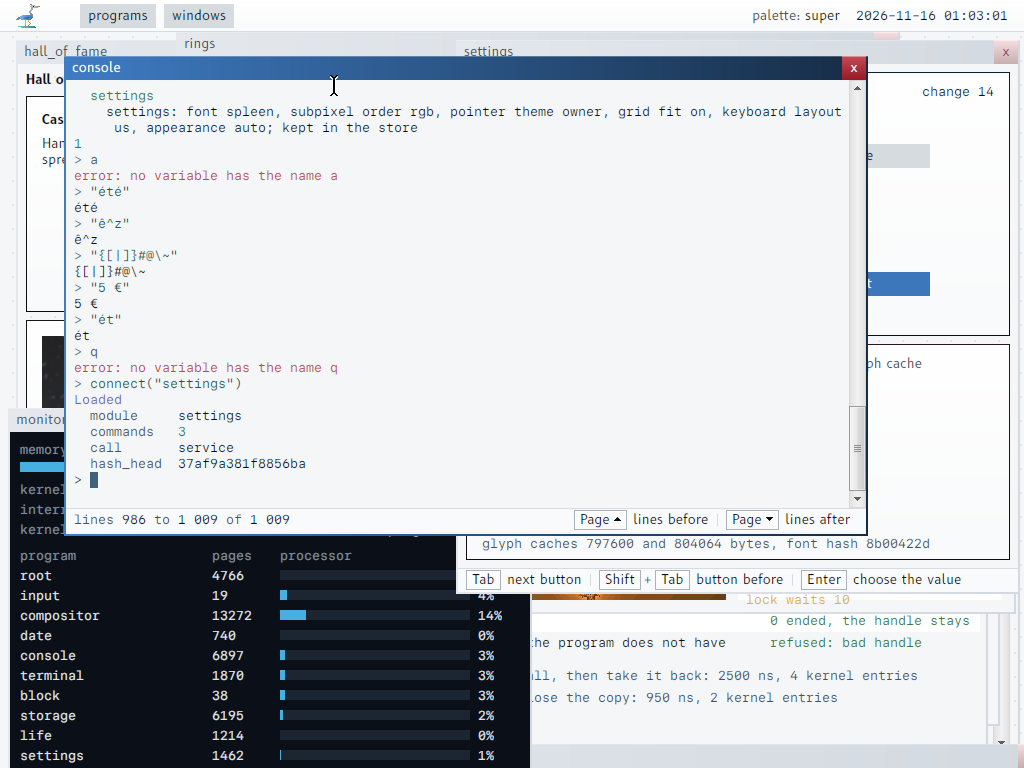 programs windows palette: super 2026-11-16 01:03:01
rings
hall_of_fame settings x
console x
Hall o
change 14
settings
settings: font spleen, subpixel order rgb, pointer theme owner, grid fit on, keyboard layout
us, appearance auto; kept in the store
1
> a
error: no variable has the name a
> "été"
été
> "ê^z"
ê^z
> "{[|]}#@\~"
{[|]}#@\~
> "5 €"
5 €
> "ét"
ét
> q
error: no variable has the name q
> connect("settings")
Loaded
module settings
commands 3
call service
hash_head 37af9a381f8856ba
>
lines 986 to 1 009 of 1 009 Page lines before Page lines after
Cas
Han
spre
e
t
ph cache
glyph caches 797600 and 804064 bytes, font hash 8b00422d
Tab next button Shift + Tab button before Enter choose the value
monitor
memory
kernel
inter
kernel
program pages processor
root 4766
input 19 4%
compositor 13272 14%
date 740 0%
console 6897 3%
terminal 1870 3%
block 38 3%
storage 6195 2%
life 1214 0%
settings 1462 1%
lock waits 10
0 ended, the handle stays
the program does not have refused: bad handle
all, then take it back: 2500 ns, 4 kernel entries
lose the copy: 950 ns, 2 kernel entries